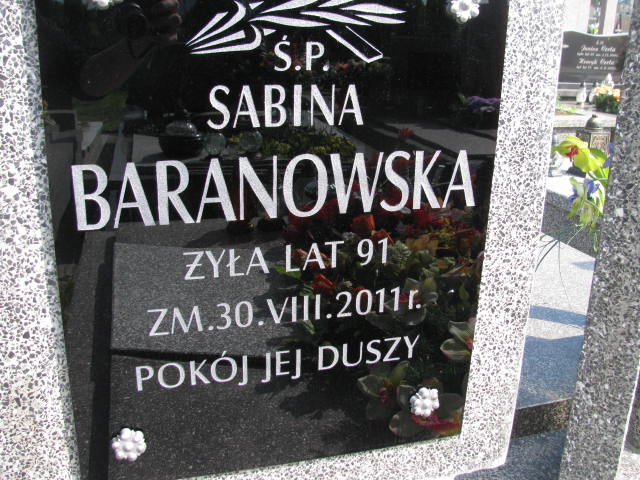 Ś.P.
SABINA
BARANOWSKA
ŻYŁA LAT 91
ZM.30.VIII.2011 r.
POKÓJ JEJ DUSZY